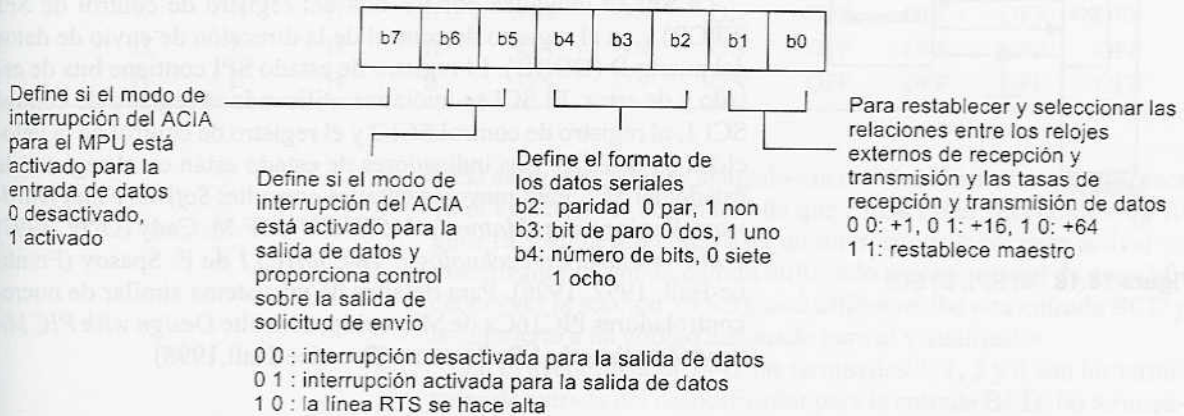 b7 b6 b5 b4 b3 b2 b1 b0
Define si el modo de
interrupción del ACIA
para el MPU está
activado para la
entrada de datos
0 desactivado,
1 activado
Define si el modo de
interrupción del ACIA
está activado para la
salida de datos y
proporciona control
sobre la salida de
solicitud de envío
0 0 : interrupción desactivada para la salida de datos
0 1 : interrupción activada para la salida de datos
1 0 : la línea RTS se hace alta
Define el formato de
los datos seriales
b2: paridad 0 par, 1 non
b3: bit de paro 0 dos, 1 uno
b4: número de bits, 0 siete
1 ocho
Para restablecer y seleccionar las
relaciones entre los relojes
externos de recepción y
transmisión y las tasas de
recepción y transmisión de datos
0 0: +1, 0 1: +16, 1 0: +64
1 1: restablece maestro